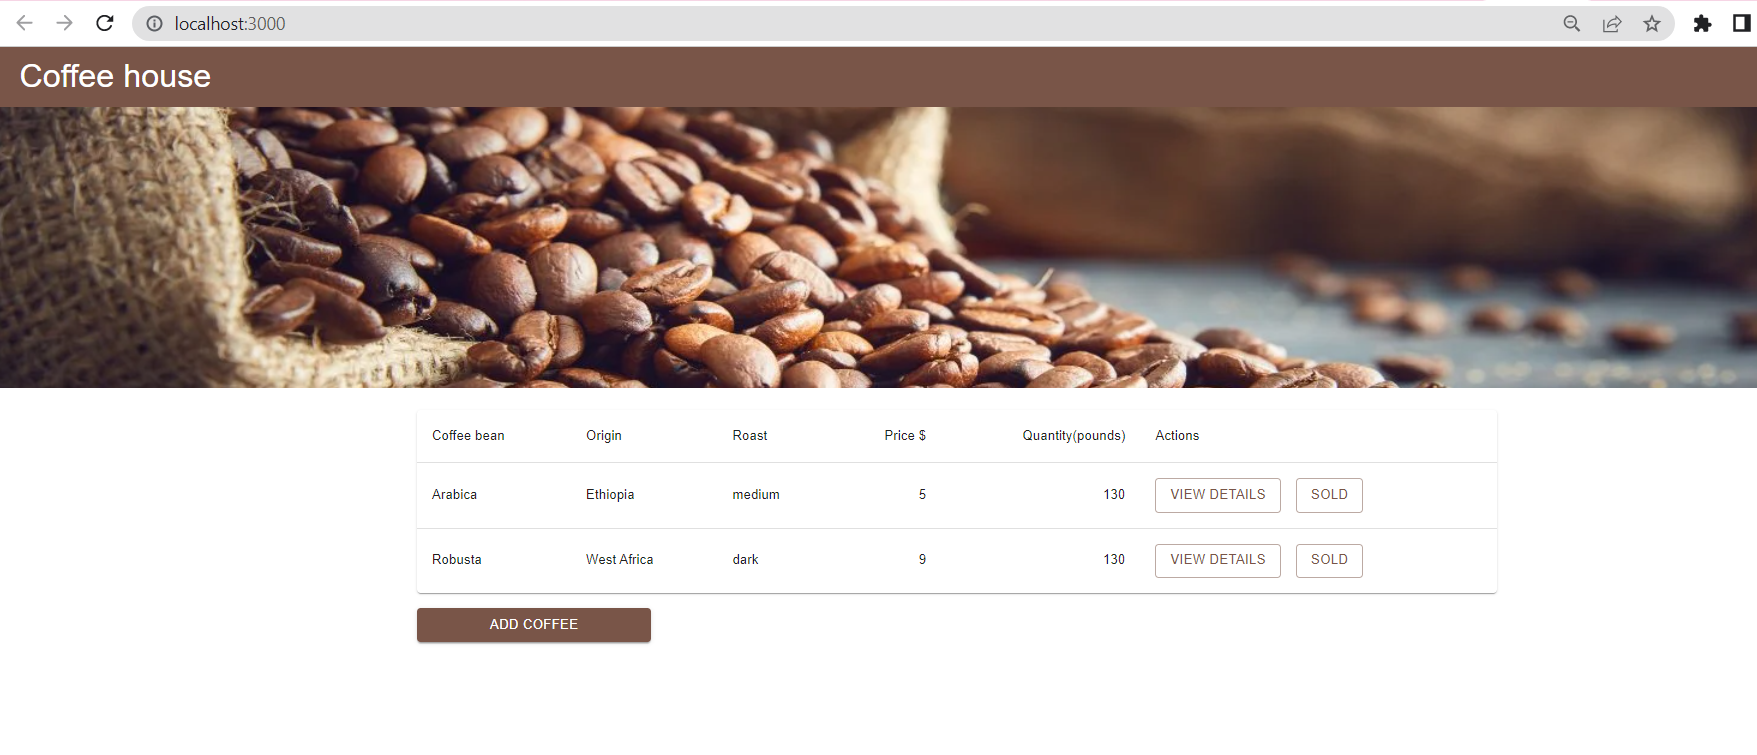 localhost:3000
Coffee house
Coffee bean Origin Roast Price $ Quantity(pounds) Actions
Arabica Ethiopia medium 5 130 VIEW DETAILS SOLD
Robusta West Africa dark 9 130 VIEW DETAILS SOLD
ADD COFFEE